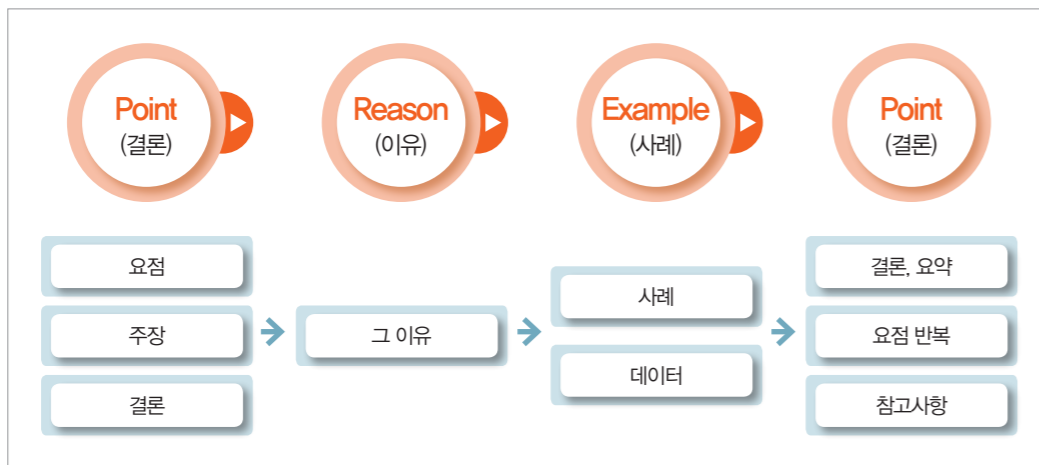 Point
(결론)
Reason
(이유)
Example
(사례)
Point
(결론)
요점
주장
결론
그 이유
사례
데이터
결론, 요약
요점 반복
참고사항